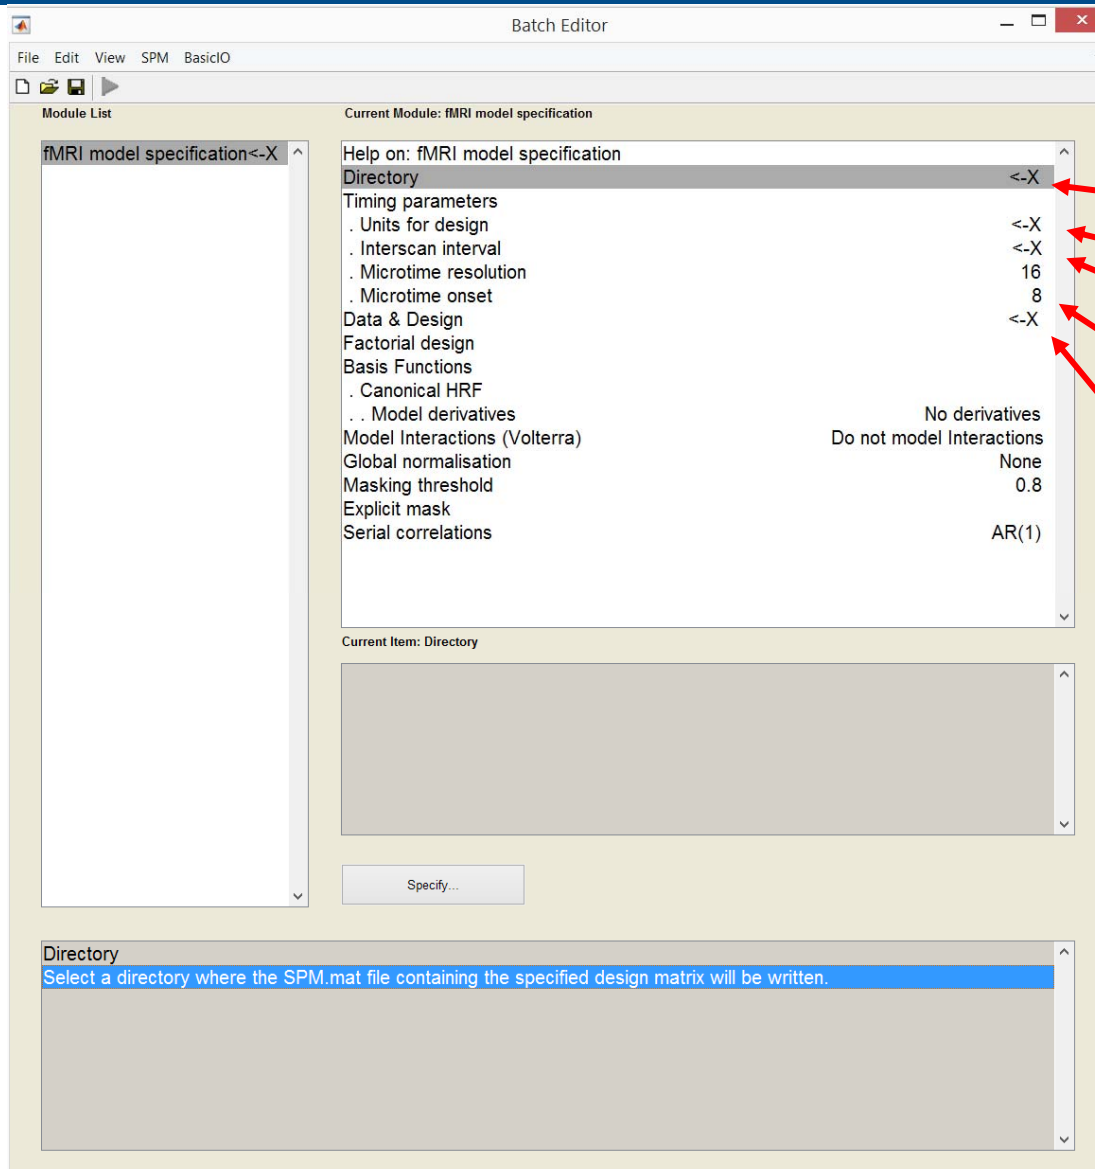 Batch Editor
File Edit View SPM BasicIO
Module List
Current Module: fMRI model specification
fMRI model specification<-X
Help on: fMRI model specification
Directory <-X
Timing parameters
. Units for design <-X
. Interscan interval <-X
. Microtime resolution 16
. Microtime onset 8
Data & Design <-X
Factorial design
Basis Functions
. Canonical HRF
. . Model derivatives No derivatives
Model Interactions (Volterra) Do not model Interactions
Global normalisation None
Masking threshold 0.8
Explicit mask
Serial correlations AR(1)
Current Item: Directory
Specify...
Directory
Select a directory where the SPM.mat file containing the specified design matrix will be written.